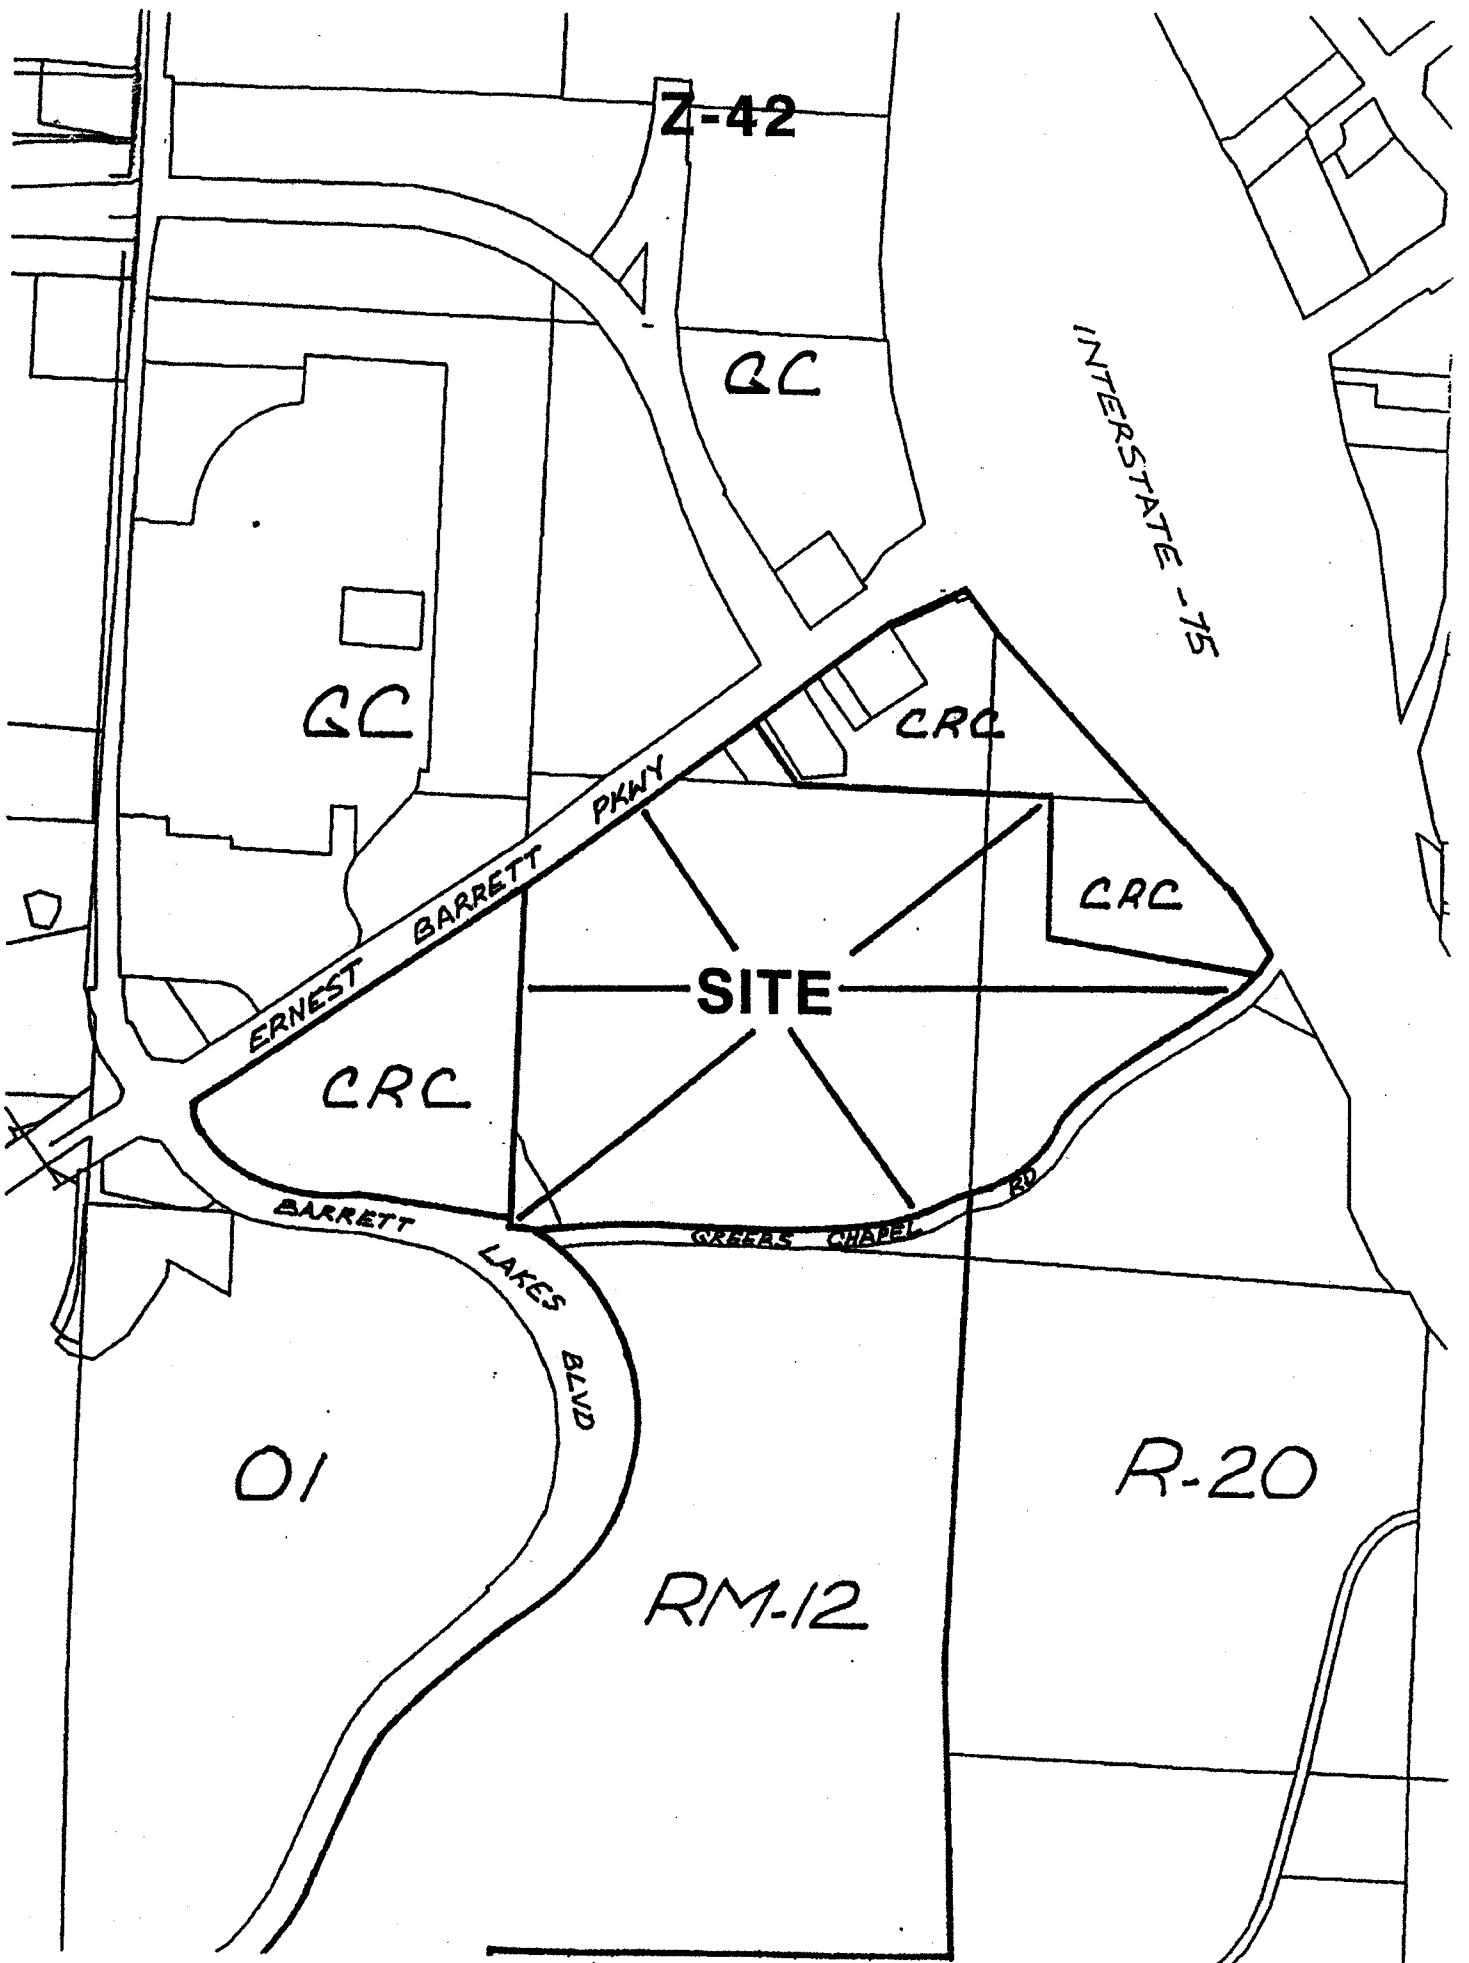 Z-42
GC
INTERSTATE -75
GC
CRC
ERNEST BARRETT PKWY
CRC
SITE
CRC
BARRETT LAKES BLVD
GREERS CHAPEL RD
OI
R-20
RM-12